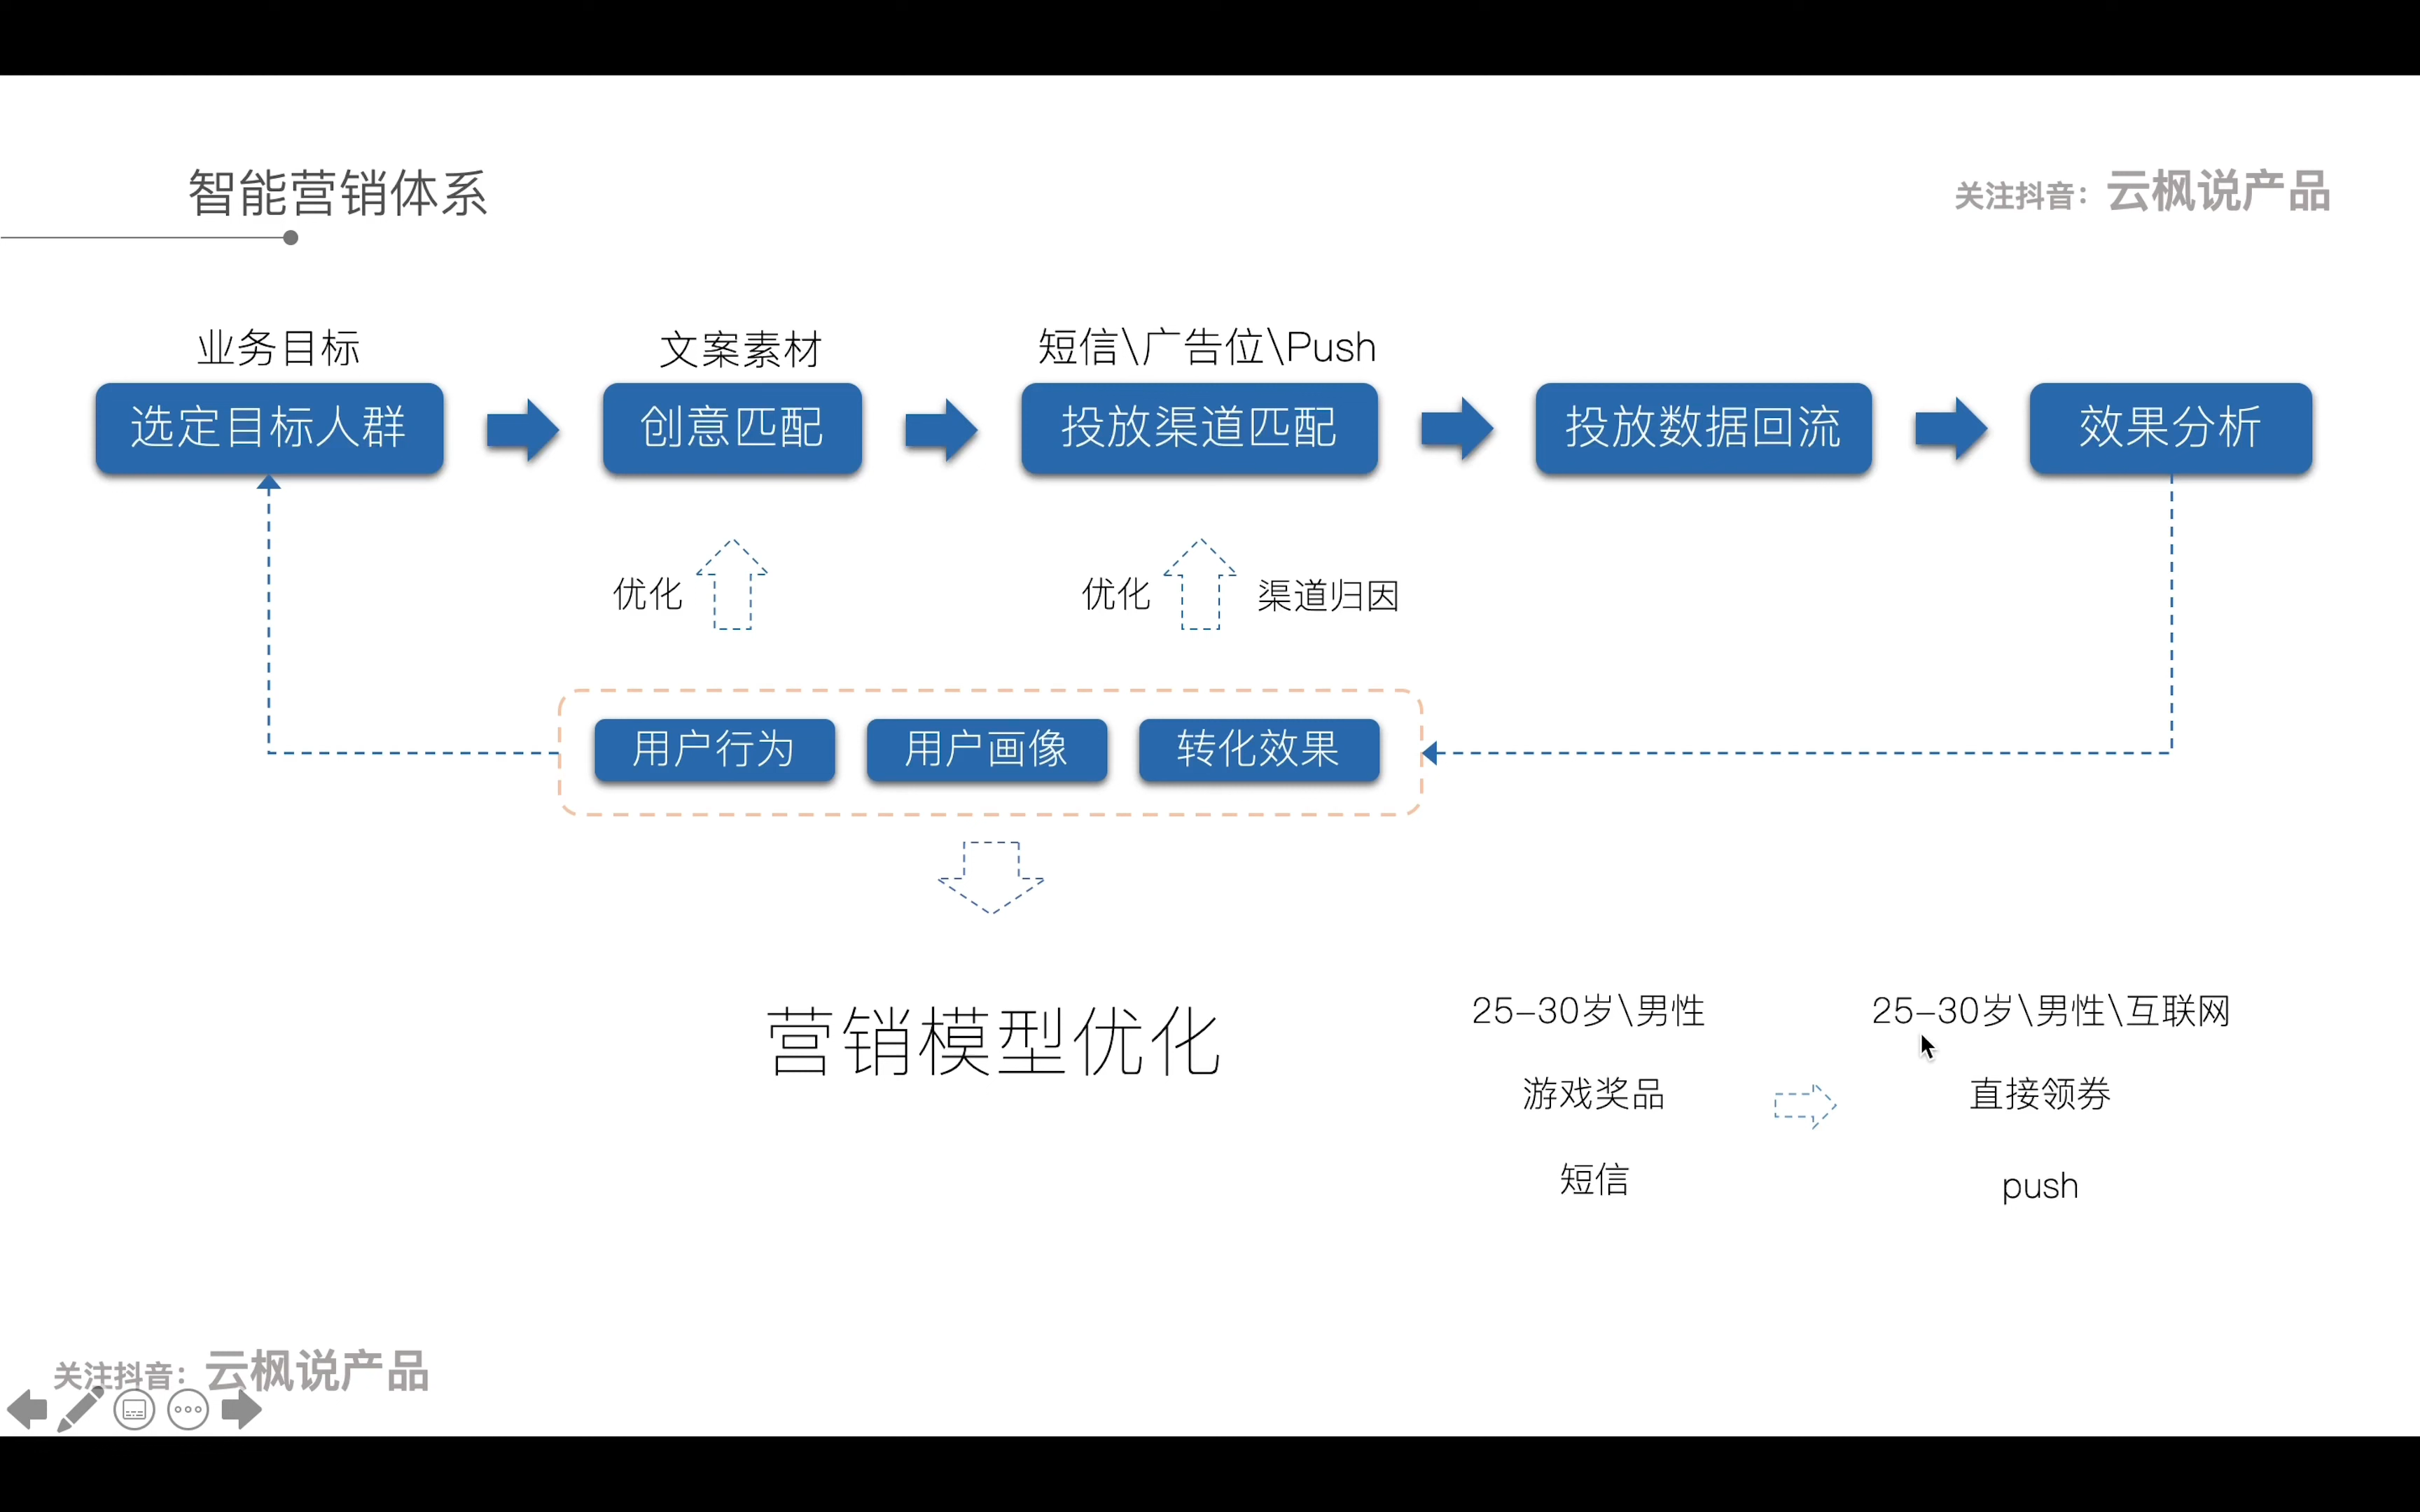 智能营销体系
关注抖音：云枫说产品
业务目标
文案素材
短信\广告位\Push
选定目标人群
创意匹配
投放渠道匹配
投放数据回流
效果分析
优化
优化
渠道归因
用户行为
用户画像
转化效果
营销模型优化
25-30岁\男性
25-30岁\男性\互联网
游戏奖品
直接领券
短信
push
关注抖音：云枫说产品